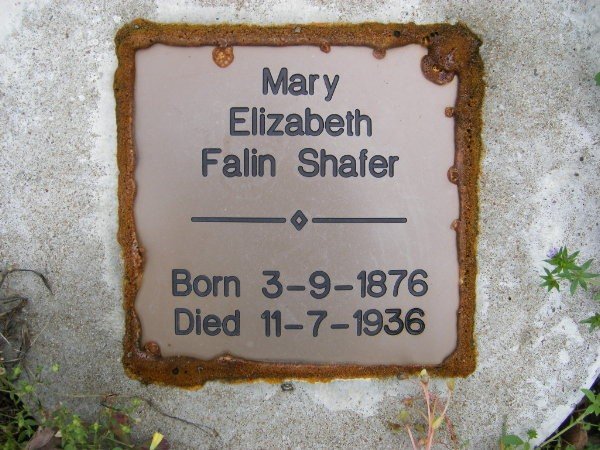 Mary
Elizabeth
Falin Shafer
Born 3-9-1876
Died 11-7-1936